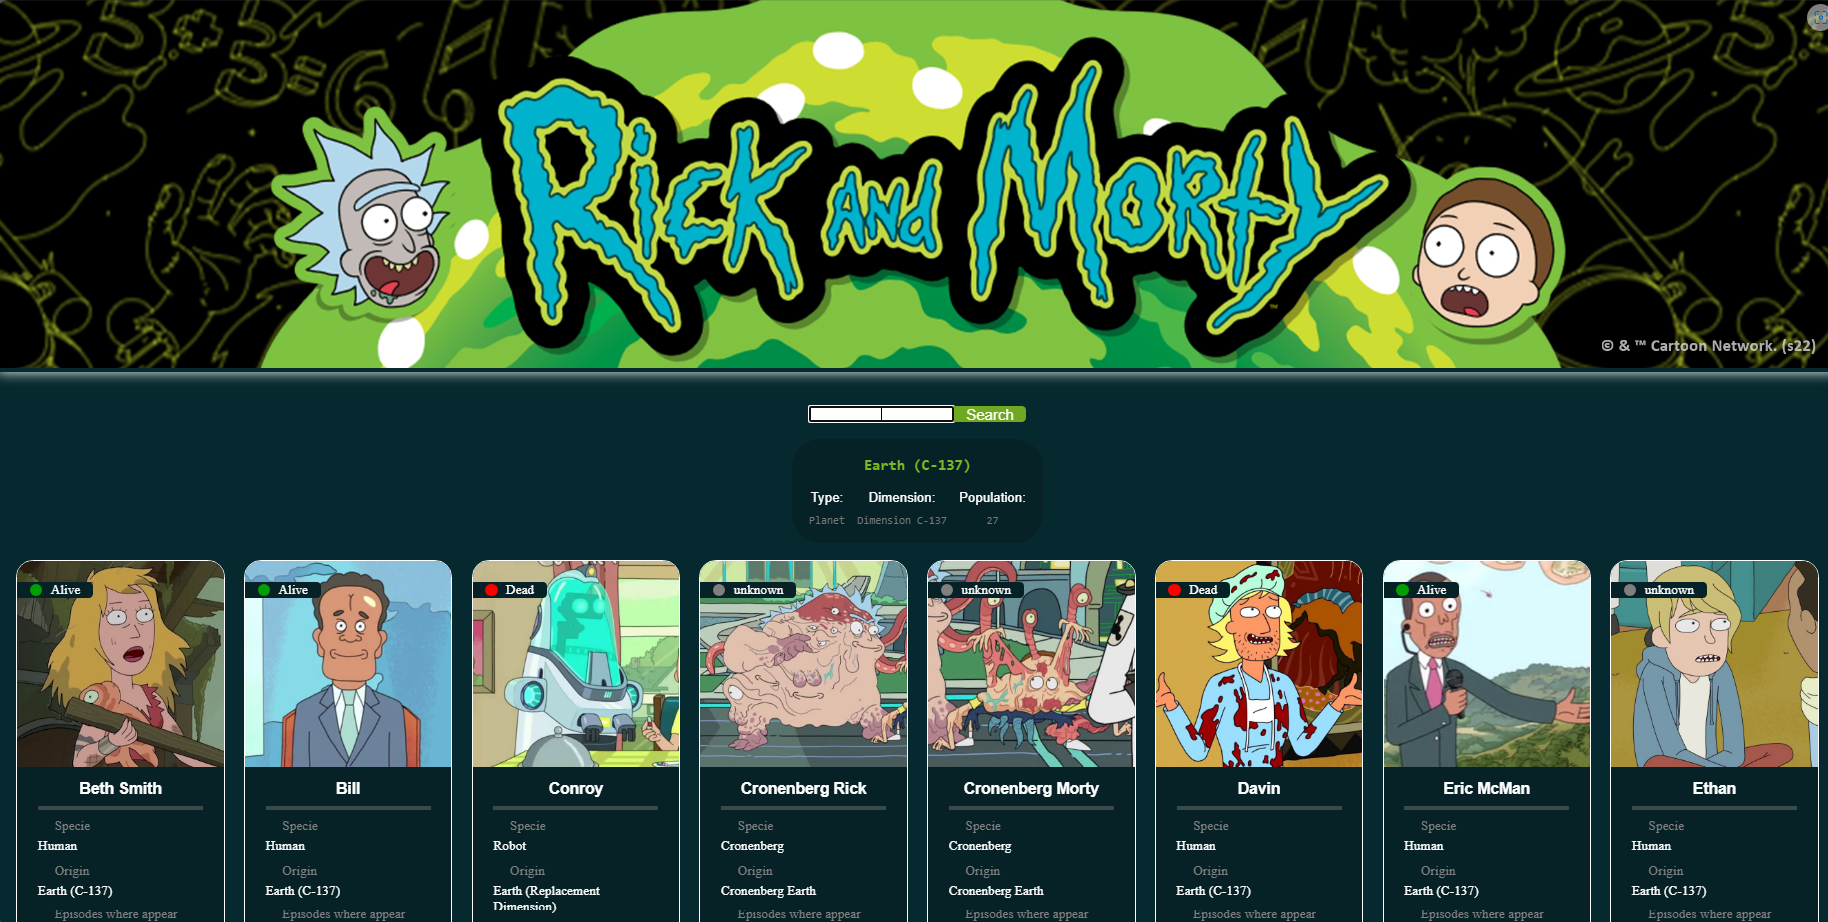 RICK AND MORTY
™
© & ™ Cartoon Network. (s22)
Search
Earth (C-137)
Type: Dimension: Population:
Planet Dimension C-137 27
Alive
Alive
Dead
unknown
unknown
Dead
Alive
unknown
Beth Smith
Specie
Human
Origin
Earth (C-137)
Episodes where appear
Bill
Specie
Human
Origin
Earth (C-137)
Episodes where appear
Conroy
Specie
Robot
Origin
Earth (Replacement
Dimension)
Cronenberg Rick
Specie
Cronenberg
Origin
Cronenberg Earth
Episodes where appear
Cronenberg Morty
Specie
Cronenberg
Origin
Cronenberg Earth
Episodes where appear
Davin
Specie
Human
Origin
Earth (C-137)
Episodes where appear
Eric McMan
Specie
Human
Origin
Earth (C-137)
Episodes where appear
Ethan
Specie
Human
Origin
Earth (C-137)
Episodes where appear